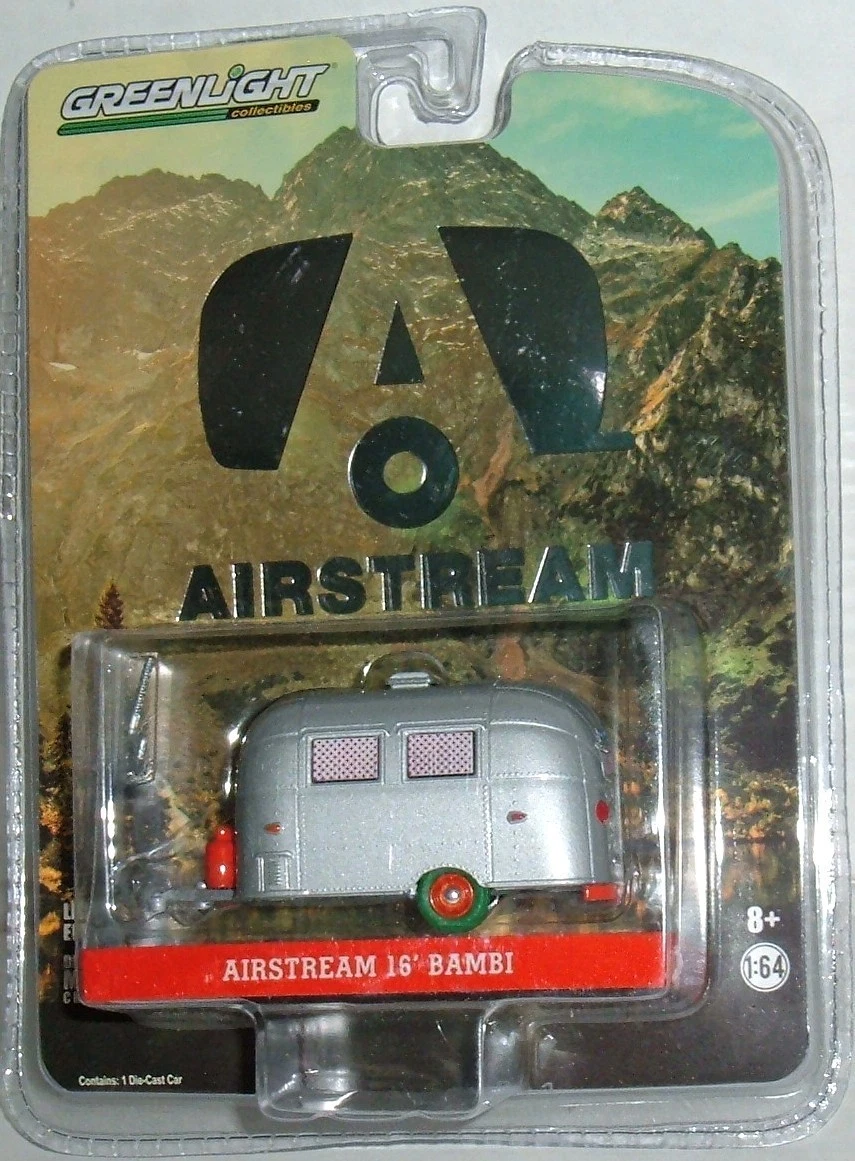 GREENLIGHT®
collectibles
AIRSTREAM
AIRSTREAM 16' BAMBI
8+
1:64
Contains: 1 Die-Cast Car